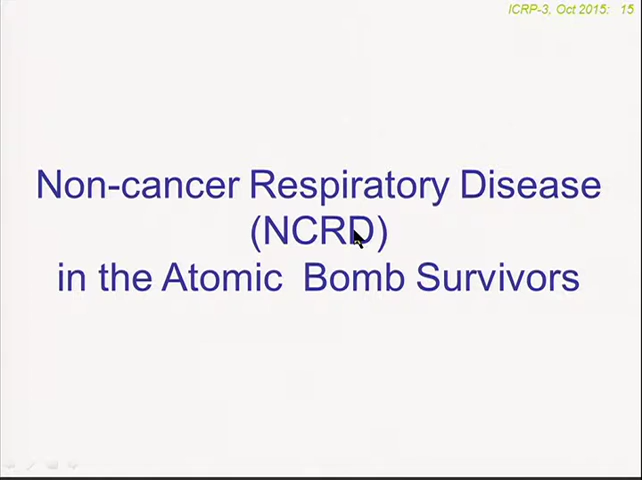 ICRP-3, Oct 2015: 15
Non-cancer Respiratory Disease
(NCRD)
in the Atomic Bomb Survivors